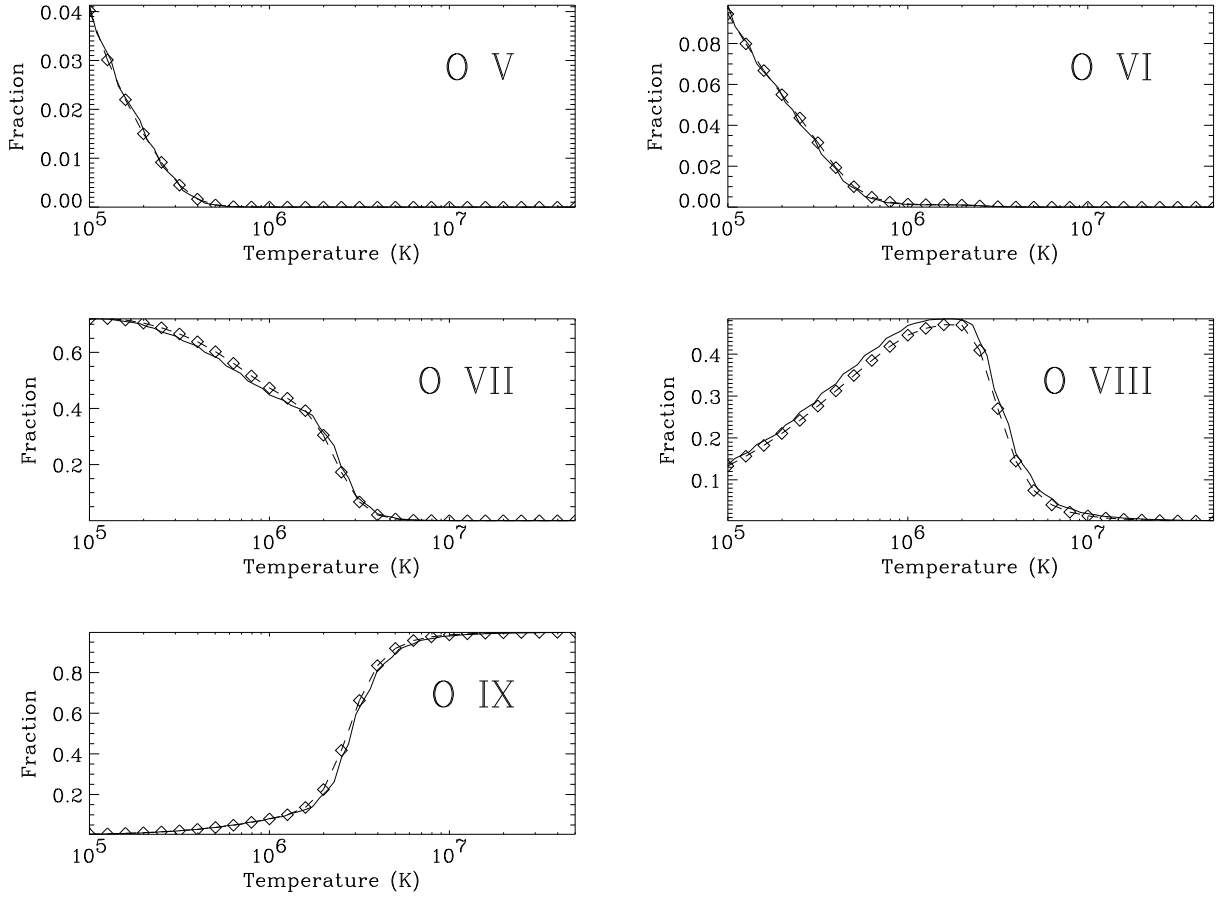 O V
Fraction
0.04
0.03
0.02
0.01
0.00
10^5 10^6 10^7
Temperature (K)
O VI
Fraction
0.08
0.06
0.04
0.02
0.00
10^5 10^6 10^7
Temperature (K)
O VII
Fraction
0.6
0.4
0.2
10^5 10^6 10^7
Temperature (K)
O VIII
Fraction
0.4
0.3
0.2
0.1
10^5 10^6 10^7
Temperature (K)
O IX
Fraction
0.8
0.6
0.4
0.2
10^5 10^6 10^7
Temperature (K)